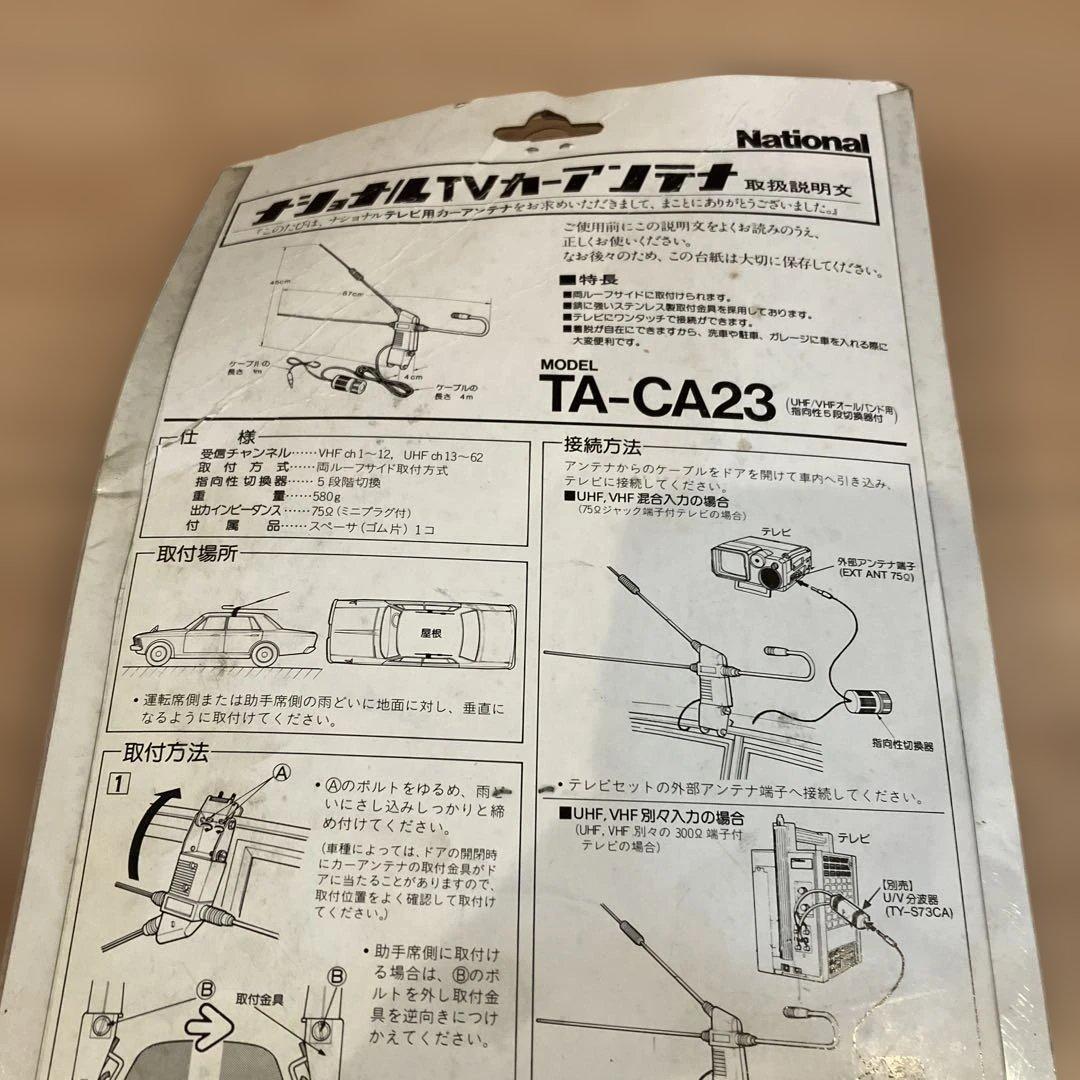 National
ナショナルTVカーアンテナ 取扱説明文
『このたびは、ナショナルテレビ用カーアンテナをお求めいただきまして、まことにありがとうございました。』
ご使用前にこの説明文をよくお読みのうえ、
正しくお使いください。
なお後々のため、この台紙は大切に保存してください。
■特長
■両ルーフサイドに取付けられます。
■錆に強いステンレス製取付金具を採用しております。
■テレビにワンタッチで接続ができます。
■着脱が自在にできますから、洗車や駐車、ガレージに車を入れる際に
大変便利です。
45cm
67cm
4cm
ケーブルの
長さ 1m
ケーブルの
長さ 4m
MODEL
TA-CA23
(UHF/VHFオールバンド用
指向性5段切換器付)
仕様
受信チャンネル……VHF ch 1～12, UHF ch 13～62
取付方式……両ルーフサイド取付方式
指向性切換器……5段階切換
重量……580g
出力インピーダンス……75Ω(ミニプラグ付)
付属品……スペーサ(ゴム片)1コ
取付場所
屋根
・運転席側または助手席側の雨どいに地面に対し、垂直に
なるように取付けてください。
取付方法
1
Ⓐ
・Ⓐのボルトをゆるめ、雨ど
いにさし込みしっかりと締
め付けてください。
(車種によっては、ドアの開閉時
にカーアンテナの取付金具がド
アに当たることがありますので、
取付位置をよく確認して取付け
てください。)
・助手席側に取付け
る場合は、Ⓑのボ
ルトを外し取付金
具を逆向きにつけ
かえてください。
Ⓑ
取付金具
Ⓑ
接続方法
アンテナからのケーブルをドアを開けて車内へ引き込み、
テレビに接続してください。
■UHF, VHF 混合入力の場合
(75Ωジャック端子付テレビの場合)
テレビ
外部アンテナ端子
(EXT ANT 75Ω)
指向性切換器
・テレビセットの外部アンテナ端子へ接続してください。
■UHF, VHF 別々入力の場合
(UHF, VHF 別々の 300Ω 端子付
テレビの場合)
テレビ
【別売】
U/V分波器
(TY-S73CA)